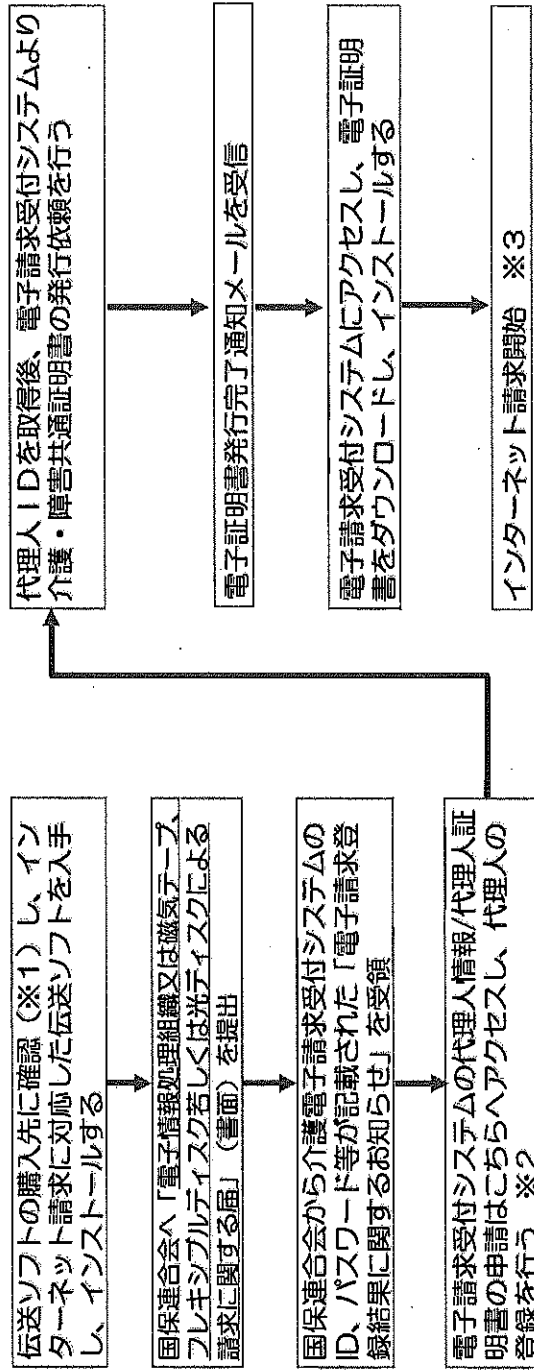 伝送ソフトの購入先に確認（※1）し、イン
ターネット請求に対応した伝送ソフトを入手
し、インストールする
国保連合会へ「電子情報処理組織又は磁気テープ、
フレキシブルディスク若しくは光ディスクによる
請求に関する届」（書面）を提出
国保連合会から介護電子請求受付システムの
ID、パスワード等が記載された「電子請求登
録結果に関するお知らせ」を受領
電子請求受付システムの代理人情報/代理人証
明書の申請はこちらへアクセスし、代理人の
登録を行う ※2
代理人IDを取得後、電子請求受付システムより
介護・障害共通証明書の発行依頼を行う
電子証明書発行完了通知メールを受信
電子請求受付システムにアクセスし、電子証明
書をダウンロードし、インストールする
インターネット請求開始 ※3